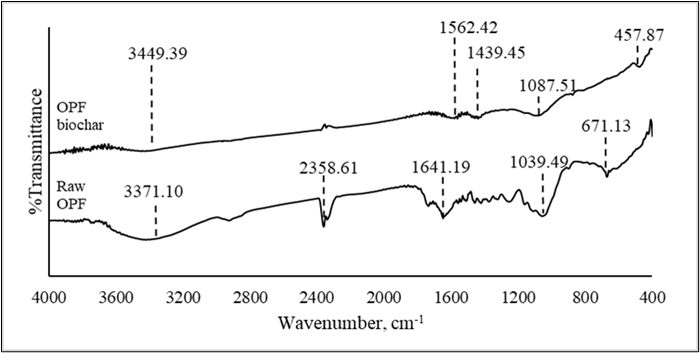 1562.42
457.87
3449.39
1439.45
1087.51
OPF
biochar
671.13
%Transmittance
2358.61
1641.19
1039.49
Raw
OPF
3371.10
4000 3600 3200 2800 2400 2000 1600 1200 800 400
Wavenumber, cm⁻¹